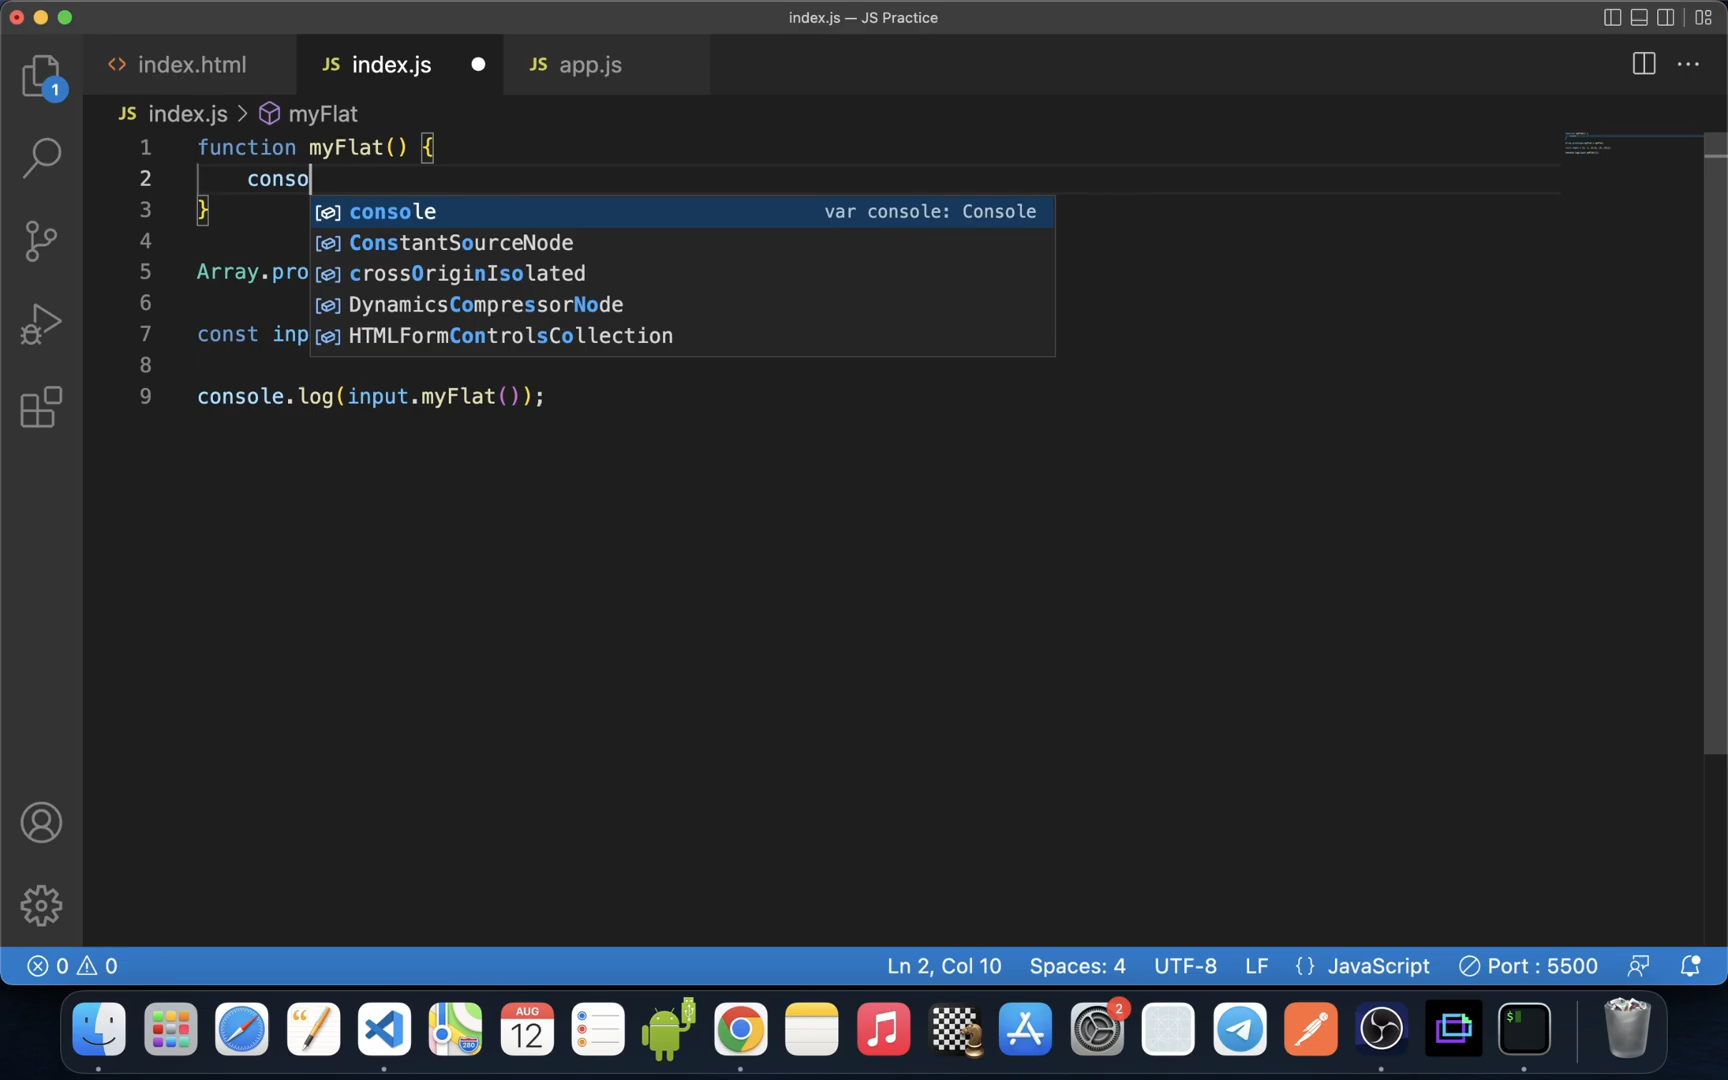 index.js — JS Practice
1
<> index.html
JS index.js
JS app.js
JS index.js > myFlat
1 function myFlat() {
2 conso
3 }
4
5 Array.pro
6
7 const inp
8
9 console.log(input.myFlat());
console var console: Console
ConstantSourceNode
crossOriginIsolated
DynamicsCompressorNode
HTMLFormControlsCollection
0 0
Ln 2, Col 10 Spaces: 4 UTF-8 LF {} JavaScript Port : 5500
AUG
12
280
2
$